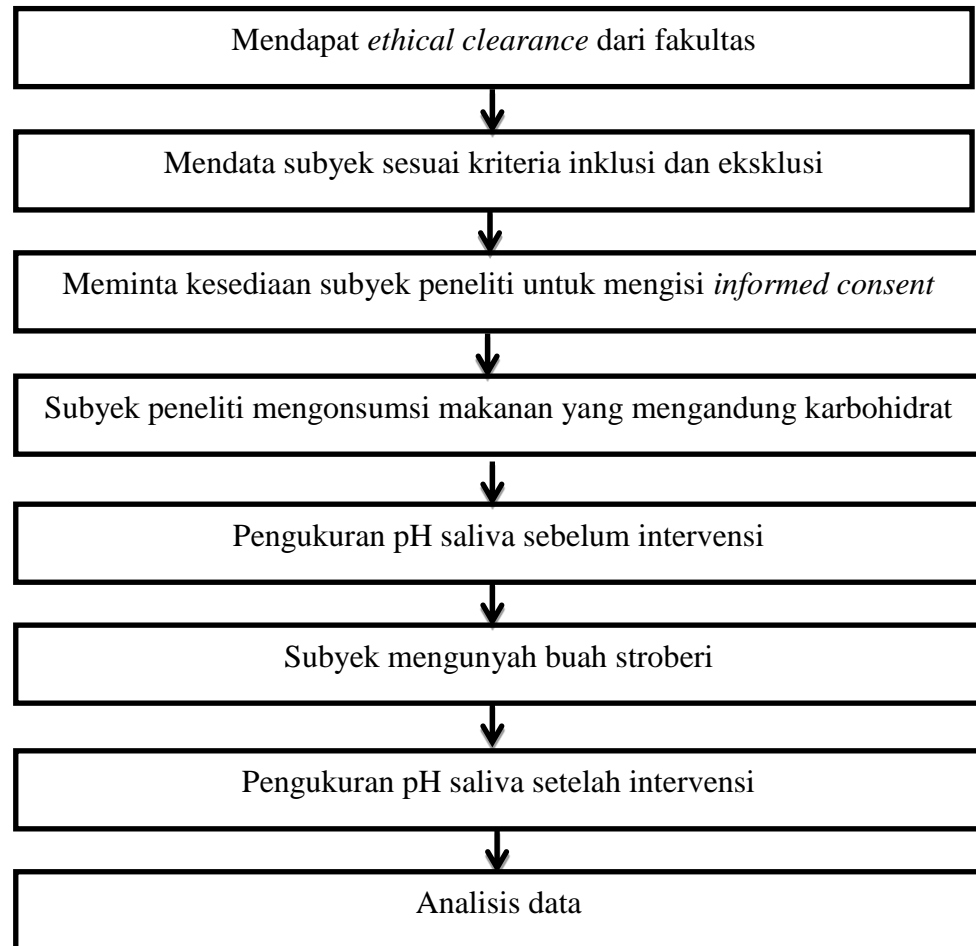 Mendapat ethical clearance dari fakultas
Mendata subyek sesuai kriteria inklusi dan eksklusi
Meminta kesediaan subyek peneliti untuk mengisi informed consent
Subyek peneliti mengonsumsi makanan yang mengandung karbohidrat
Pengukuran pH saliva sebelum intervensi
Subyek mengunyah buah stroberi
Pengukuran pH saliva setelah intervensi
Analisis data